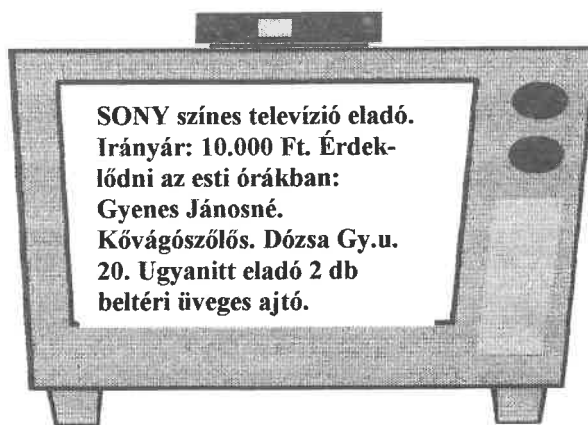 SONY színes televízió eladó.
Irányár: 10.000 Ft. Érdek-
lődni az esti órákban:
Gyenes Jánosné.
Kővágószőlős. Dózsa Gy.u.
20. Ugyanitt eladó 2 db
beltéri üveges ajtó.